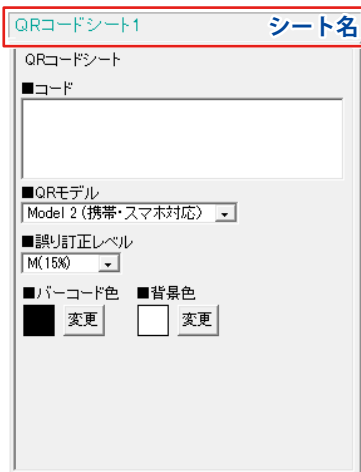 QRコードシート1 シート名
QRコードシート
■コード
■QRモデル
Model 2 (携帯・スマホ対応)
■誤り訂正レベル
M(15%)
■バーコード色 ■背景色
変更 変更